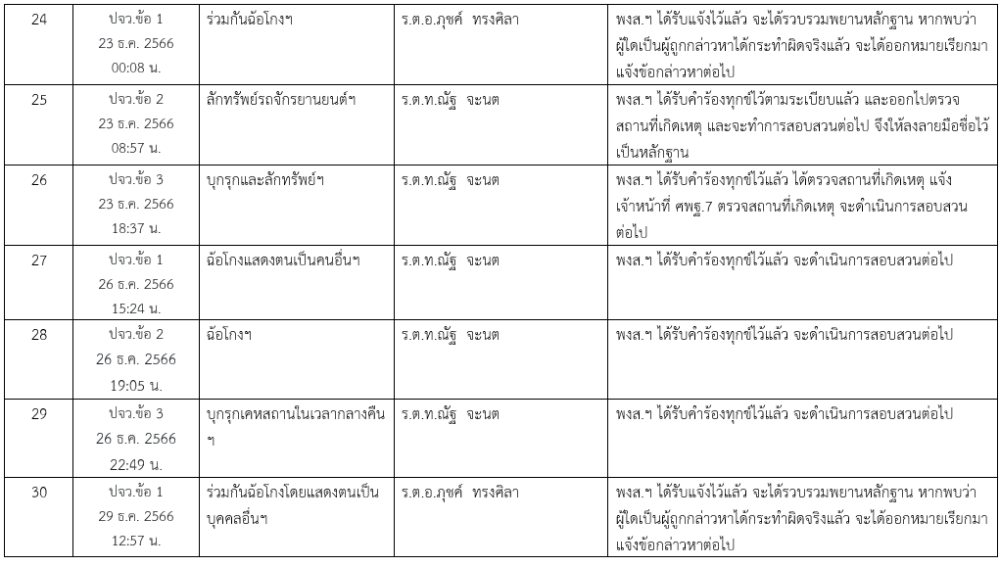 24 ปจว.ข้อ 1 ร่วมกันฉ้อโกงฯ ร.ต.อ.ภุชค์ ทรงศิลา พงส.ฯ ได้รับแจ้งไว้แล้ว จะได้รวบรวมพยานหลักฐาน หากพบว่า
23 ธ.ค. 2566 ผู้ใดเป็นผู้ถูกกล่าวหาได้กระทำผิดจริงแล้ว จะได้ออกหมายเรียกมา
00:08 น. แจ้งข้อกล่าวหาต่อไป
25 ปจว.ข้อ 2 ลักทรัพย์รถจักรยานยนต์ฯ ร.ต.ท.ณัฐ จะนต พงส.ฯ ได้รับคำร้องทุกข์ไว้ตามระเบียบแล้ว และออกไปตรวจ
23 ธ.ค. 2566 สถานที่เกิดเหตุ และจะทำการสอบสวนต่อไป จึงให้ลงลายมือชื่อไว้
08:57 น. เป็นหลักฐาน
26 ปจว.ข้อ 3 บุกรุกและลักทรัพย์ฯ ร.ต.ท.ณัฐ จะนต พงส.ฯ ได้รับคำร้องทุกข์ไว้แล้ว ได้ตรวจสถานที่เกิดเหตุ แจ้ง
23 ธ.ค. 2566 เจ้าหน้าที่ ศพฐ.7 ตรวจสถานที่เกิดเหตุ จะดำเนินการสอบสวน
18:37 น. ต่อไป
27 ปจว.ข้อ 1 ฉ้อโกงแสดงตนเป็นคนอื่นฯ ร.ต.ท.ณัฐ จะนต พงส.ฯ ได้รับคำร้องทุกข์ไว้แล้ว จะดำเนินการสอบสวนต่อไป
26 ธ.ค. 2566
15:24 น.
28 ปจว.ข้อ 2 ฉ้อโกงฯ ร.ต.ท.ณัฐ จะนต พงส.ฯ ได้รับคำร้องทุกข์ไว้แล้ว จะดำเนินการสอบสวนต่อไป
26 ธ.ค. 2566
19:05 น.
29 ปจว.ข้อ 3 บุกรุกเคหสถานในเวลากลางคืน ร.ต.ท.ณัฐ จะนต พงส.ฯ ได้รับคำร้องทุกข์ไว้แล้ว จะดำเนินการสอบสวนต่อไป
26 ธ.ค. 2566 ฯ
22:49 น.
30 ปจว.ข้อ 1 ร่วมกันฉ้อโกงโดยแสดงตนเป็น ร.ต.อ.ภุชค์ ทรงศิลา พงส.ฯ ได้รับแจ้งไว้แล้ว จะได้รวบรวมพยานหลักฐาน หากพบว่า
29 ธ.ค. 2566 บุคคลอื่นฯ ผู้ใดเป็นผู้ถูกกล่าวหาได้กระทำผิดจริงแล้ว จะได้ออกหมายเรียกมา
12:57 น. แจ้งข้อกล่าวหาต่อไป